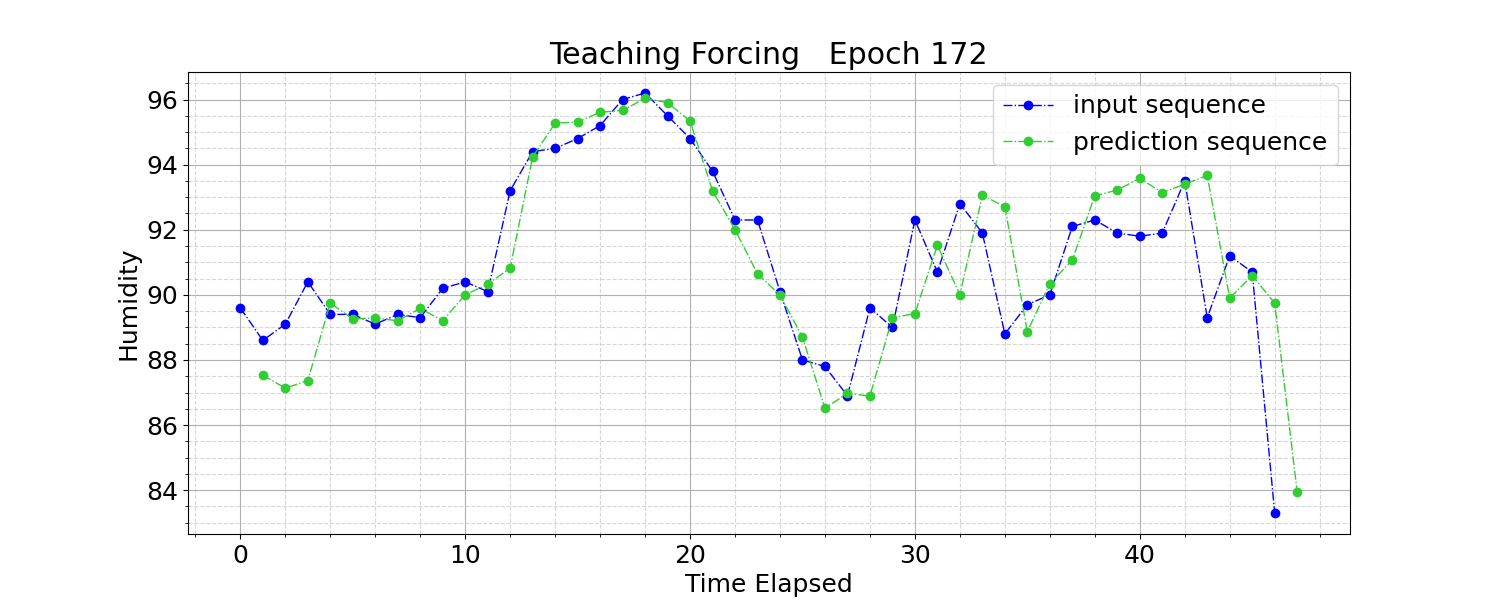 Teaching Forcing   Epoch 172
input sequence
prediction sequence
Humidity
96
94
92
90
88
86
84
0 10 20 30 40
Time Elapsed